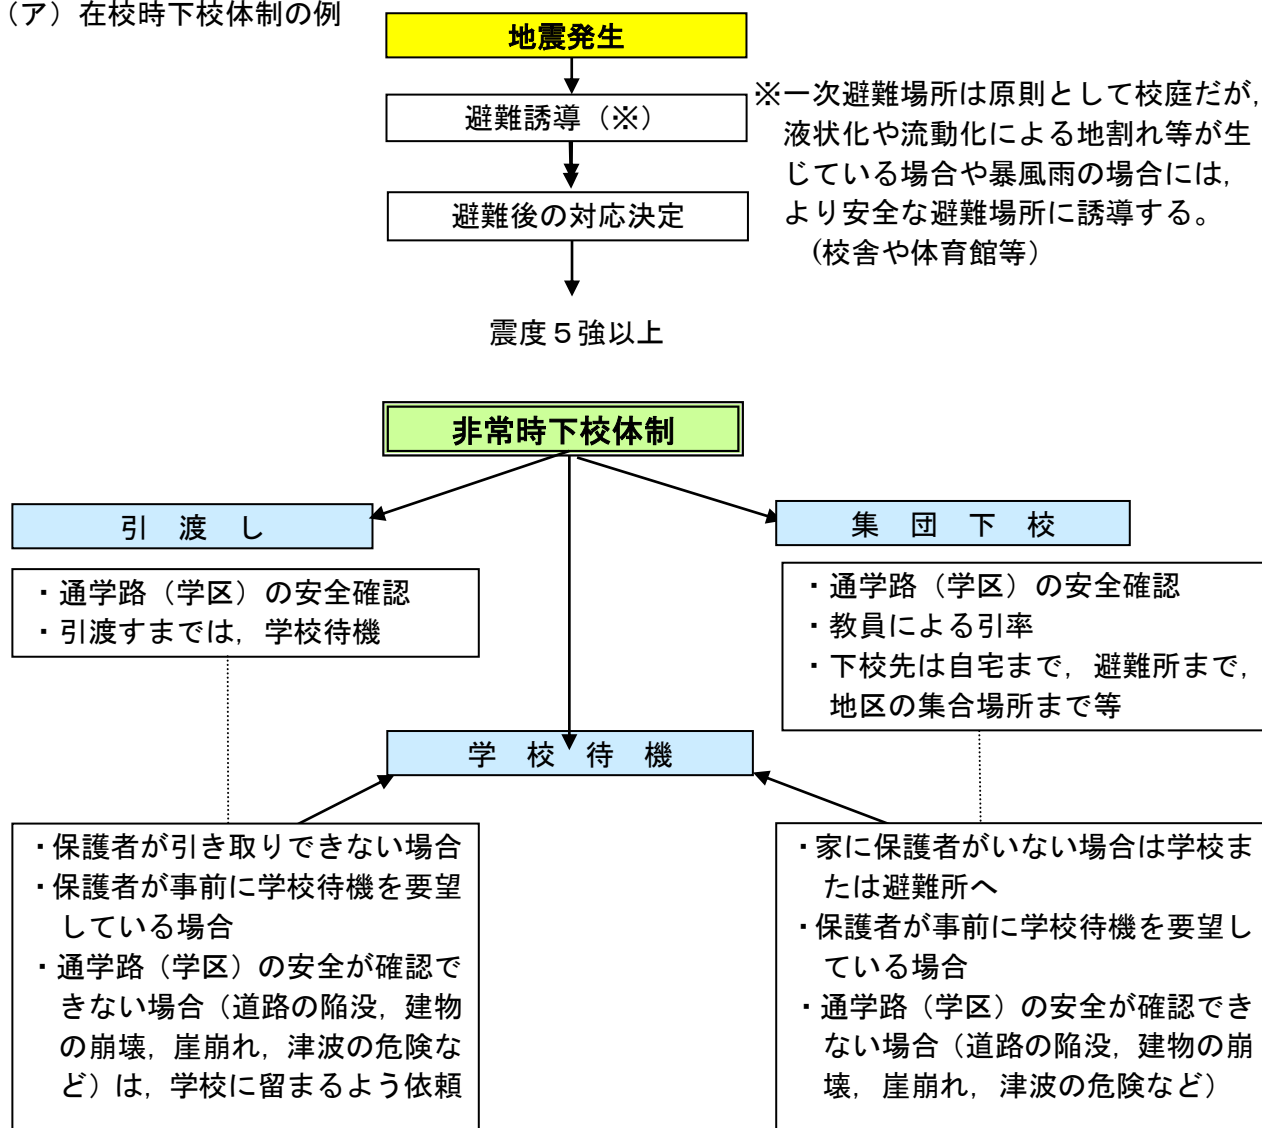 （ア）在校時下校体制の例
地震発生
避難誘導（※）
※一次避難場所は原則として校庭だが，
液状化や流動化による地割れ等が生
じている場合や暴風雨の場合には，
より安全な避難場所に誘導する。
（校舎や体育館等）
避難後の対応決定
震度５強以上
非常時下校体制
引　渡　し
・通学路（学区）の安全確認
・引渡すまでは，学校待機
集　団　下　校
・通学路（学区）の安全確認
・教員による引率
・下校先は自宅まで，避難所まで，
地区の集合場所まで等
学　校　待　機
・保護者が引き取りできない場合
・保護者が事前に学校待機を要望
している場合
・通学路（学区）の安全が確認で
きない場合（道路の陥没，建物
の崩壊，崖崩れ，津波の危険な
ど）は，学校に留まるよう依頼
・家に保護者がいない場合は学校ま
たは避難所へ
・保護者が事前に学校待機を要望し
ている場合
・通学路（学区）の安全が確認でき
ない場合（道路の陥没，建物の崩
壊，崖崩れ，津波の危険など）